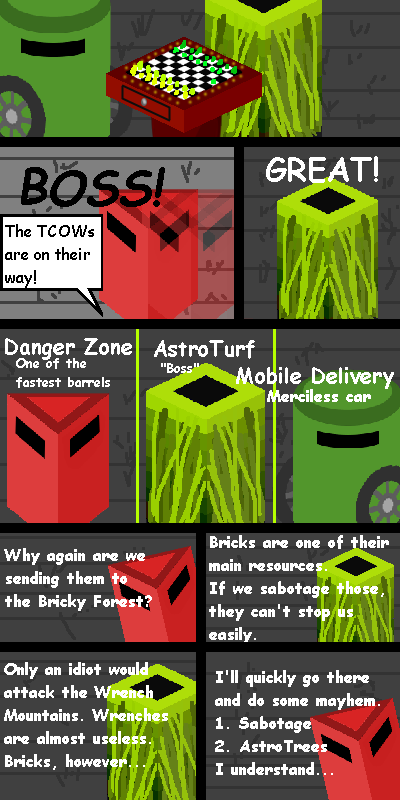 BOSS!
The TCOWs
are on their
way!
GREAT!
Danger Zone
One of the
fastest barrels
AstroTurf
"Boss"
Mobile Delivery
Merciless car
Why again are we
sending them to
the Bricky Forest?
Bricks are one of their
main resources.
If we sabotage those,
they can't stop us
easily.
Only an idiot would
attack the Wrench
Mountains. Wrenches
are almost useless.
Bricks, however...
I'll quickly go there
and do some mayhem.
1. Sabotage
2. AstroTrees
I understand...